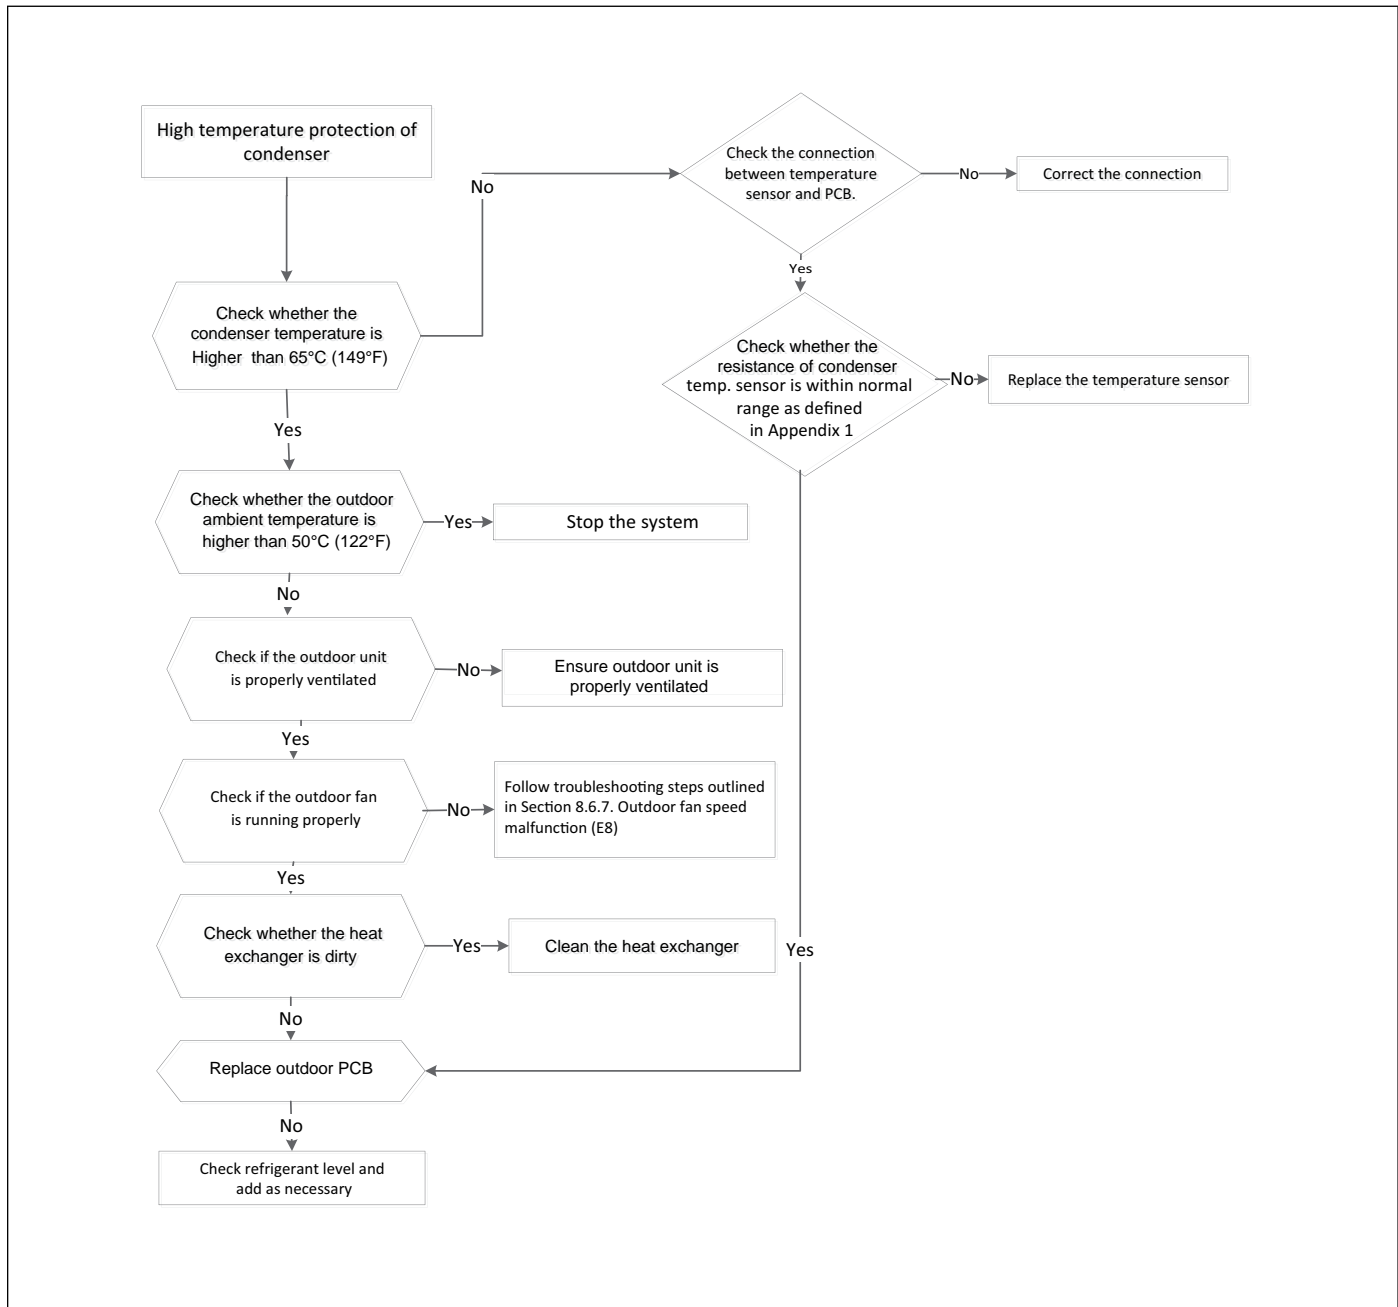 High temperature protection of
condenser
Check whether the
condenser temperature is
Higher than 65°C (149°F)
No
Check the connection
between temperature
sensor and PCB.
No
Correct the connection
Yes
Check whether the
resistance of condenser
temp. sensor is within normal
range as defined
in Appendix 1
No
Replace the temperature sensor
Yes
Yes
Check whether the outdoor
ambient temperature is
higher than 50°C (122°F)
Yes
Stop the system
No
Check if the outdoor unit
is properly ventilated
No
Ensure outdoor unit is
properly ventilated
Yes
Check if the outdoor fan
is running properly
No
Follow troubleshooting steps outlined
in Section 8.6.7. Outdoor fan speed
malfunction (E8)
Yes
Check whether the heat
exchanger is dirty
Yes
Clean the heat exchanger
No
Replace outdoor PCB
No
Check refrigerant level and
add as necessary